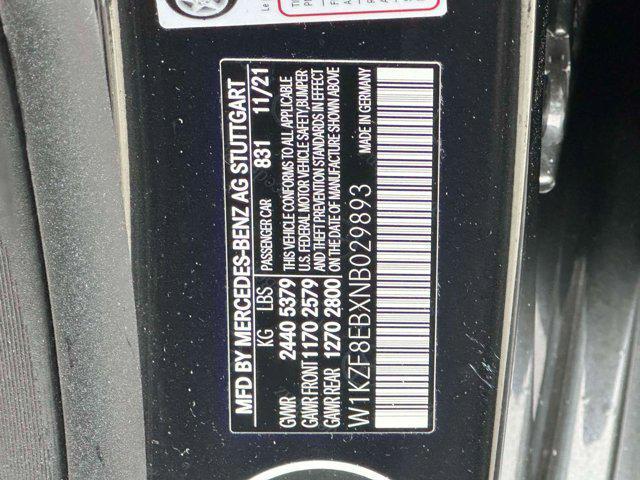 MFD BY MERCEDES-BENZ AG STUTTGART
KG LBS PASSENGER CAR 831 11/21
GVWR 2440 5379 THIS VEHICLE CONFORMS TO ALL APPLICABLE
GAWR FRONT 1170 2579 U.S. FEDERAL MOTOR VEHICLE SAFETY,BUMPER
GAWR REAR 1270 2800 AND THEFT PREVENTION STANDARDS IN EFFECT
ON THE DATE OF MANUFACTURE SHOWN ABOVE
W1KZF8EBXNB029893 MADE IN GERMANY